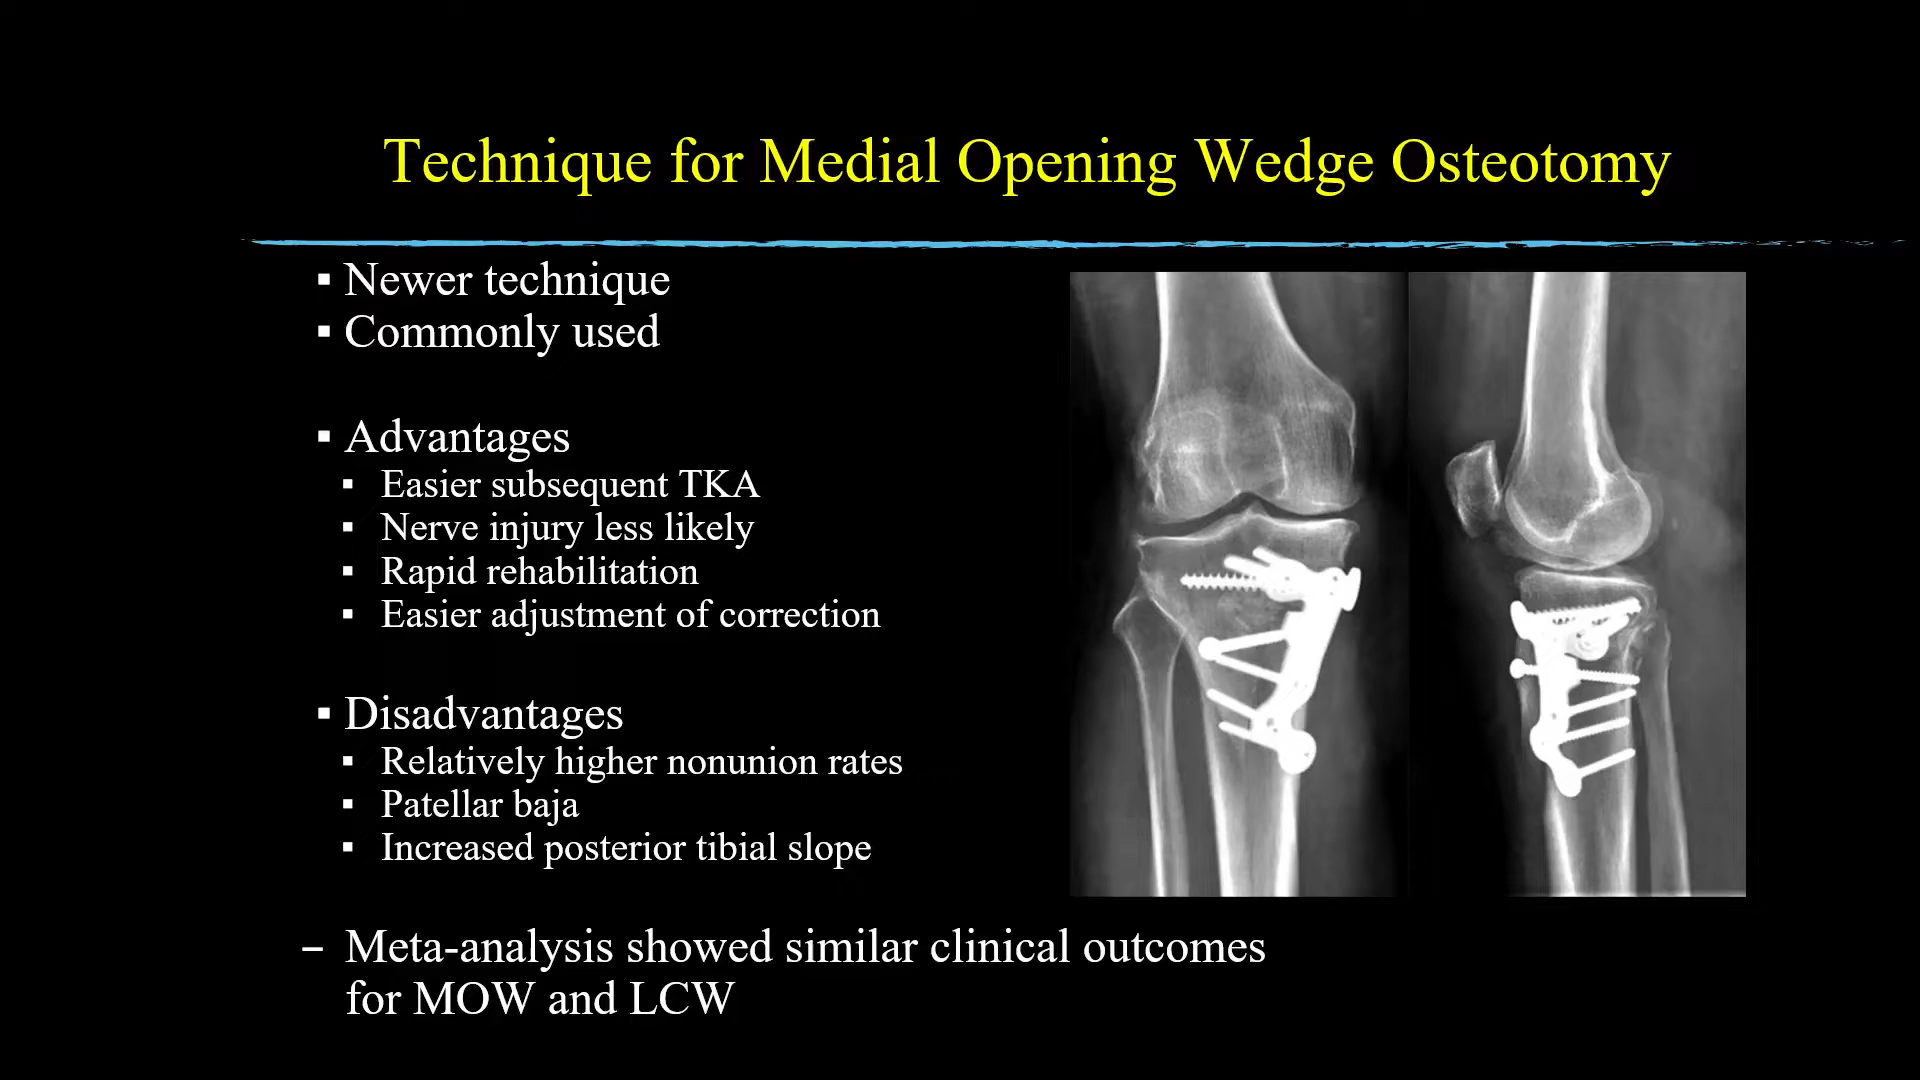 Technique for Medial Opening Wedge Osteotomy
▪ Newer technique
▪ Commonly used
▪ Advantages
▪ Easier subsequent TKA
▪ Nerve injury less likely
▪ Rapid rehabilitation
▪ Easier adjustment of correction
▪ Disadvantages
▪ Relatively higher nonunion rates
▪ Patellar baja
▪ Increased posterior tibial slope
– Meta-analysis showed similar clinical outcomes
for MOW and LCW